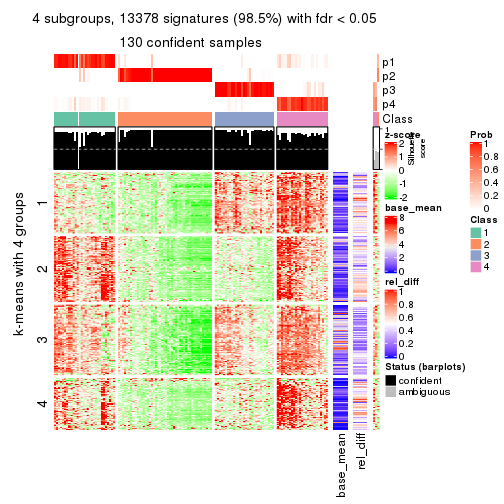 4 subgroups, 13378 signatures (98.5%) with fdr < 0.05
130 confident samples
p1
p2
p3
p4
Class
1
Silhouette
score
k-means with 4 groups
1
2
3
4
base_mean
rel_diff
z-score
2
1
0
-1
-2
base_mean
8
6
4
2
0
rel_diff
1
0.8
0.6
0.4
0.2
0
Status (barplots)
confident
ambiguous
Prob
1
0.8
0.6
0.4
0.2
0
Class
1
2
3
4